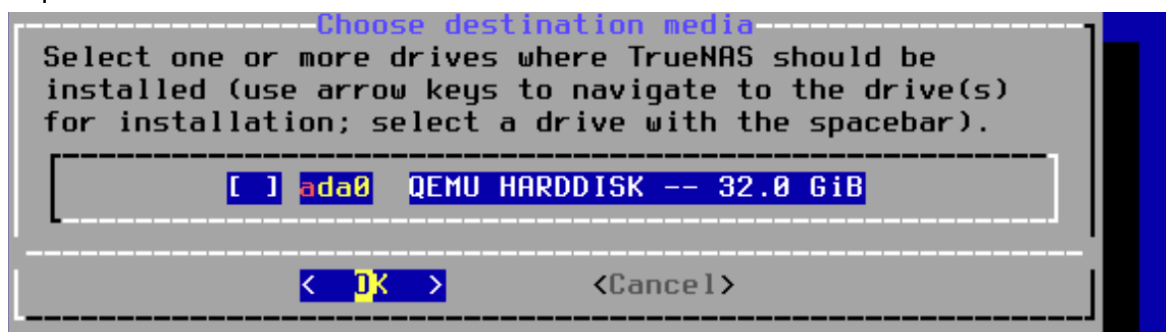 Choose destination media
Select one or more drives where TrueNAS should be
installed (use arrow keys to navigate to the drive(s)
for installation; select a drive with the spacebar).
[ ] ada0 QEMU HARDDISK -- 32.0 GiB
< OK > <Cancel>